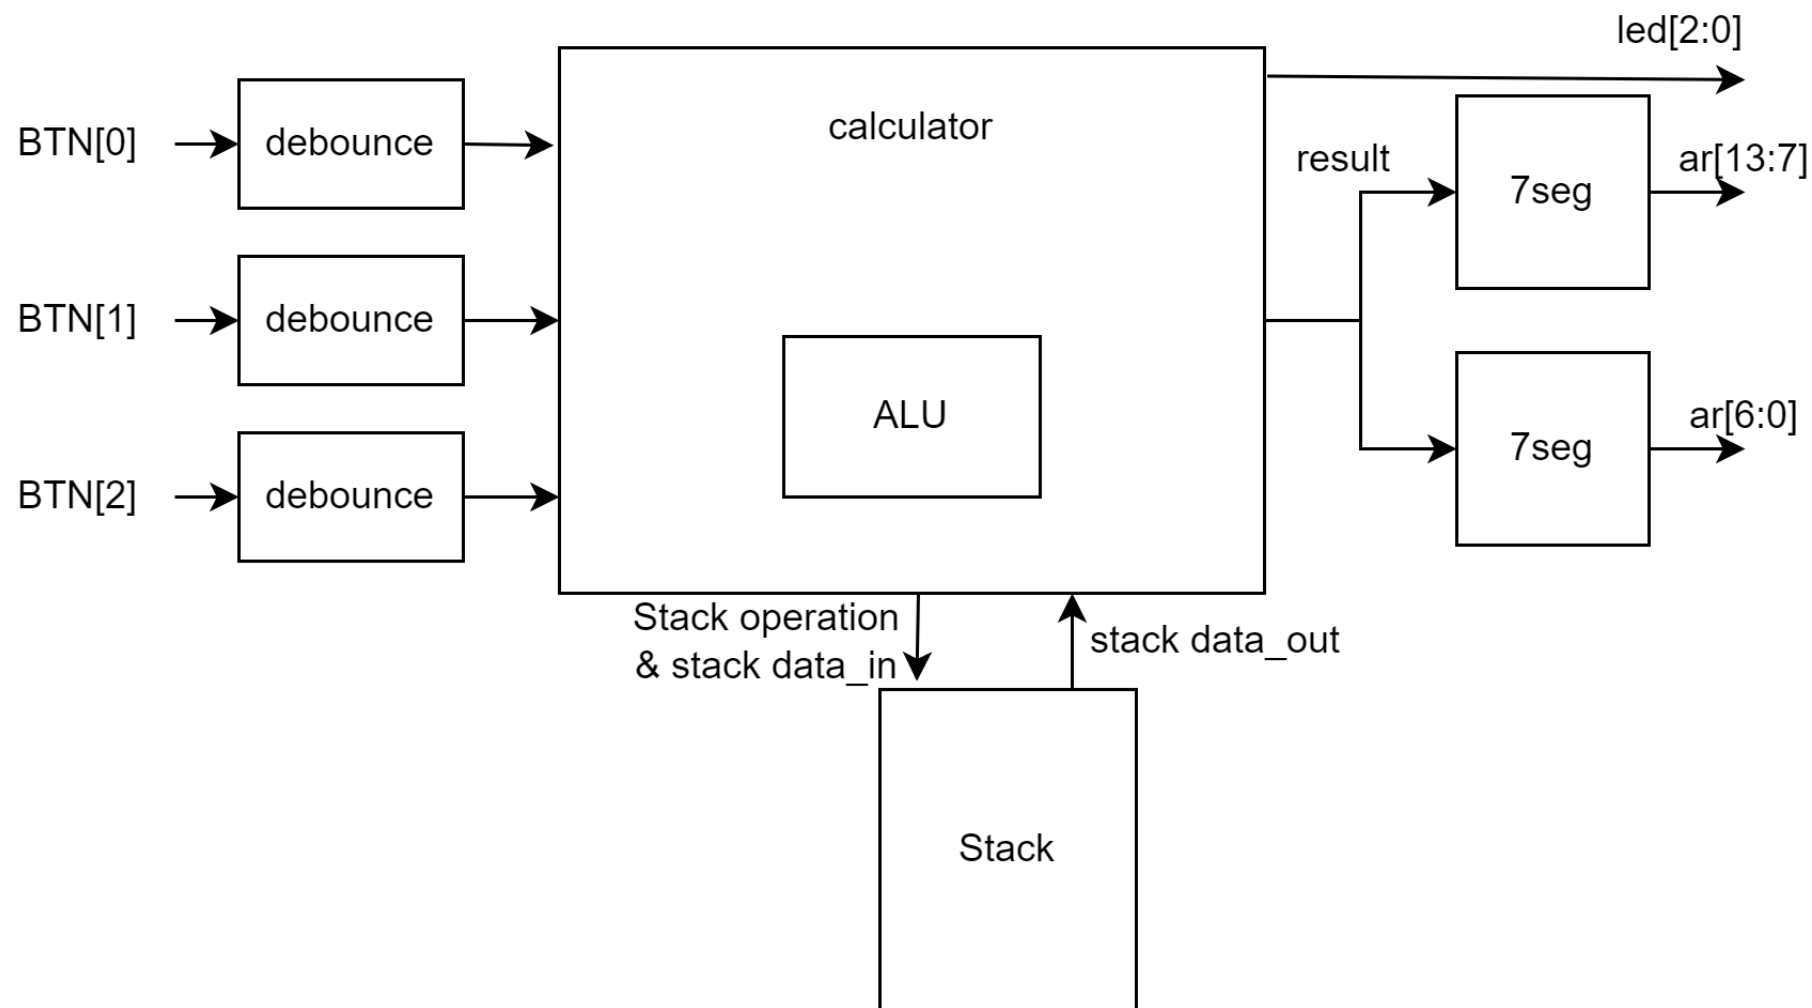 led[2:0]
BTN[0]
debounce
calculator
result
7seg
ar[13:7]
BTN[1]
debounce
ALU
7seg
ar[6:0]
BTN[2]
debounce
Stack operation
& stack data_in
stack data_out
Stack